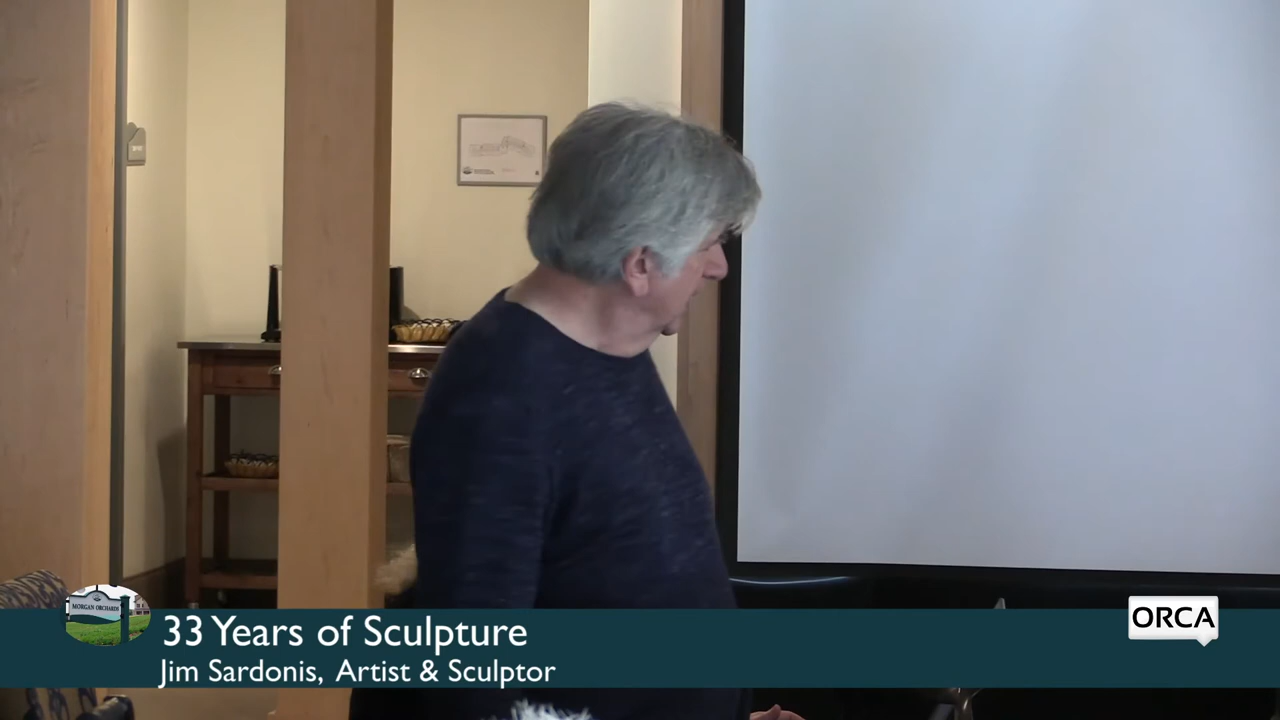 MORGAN ORCHARDS
33 Years of Sculpture
Jim Sardonis, Artist & Sculptor
ORCA